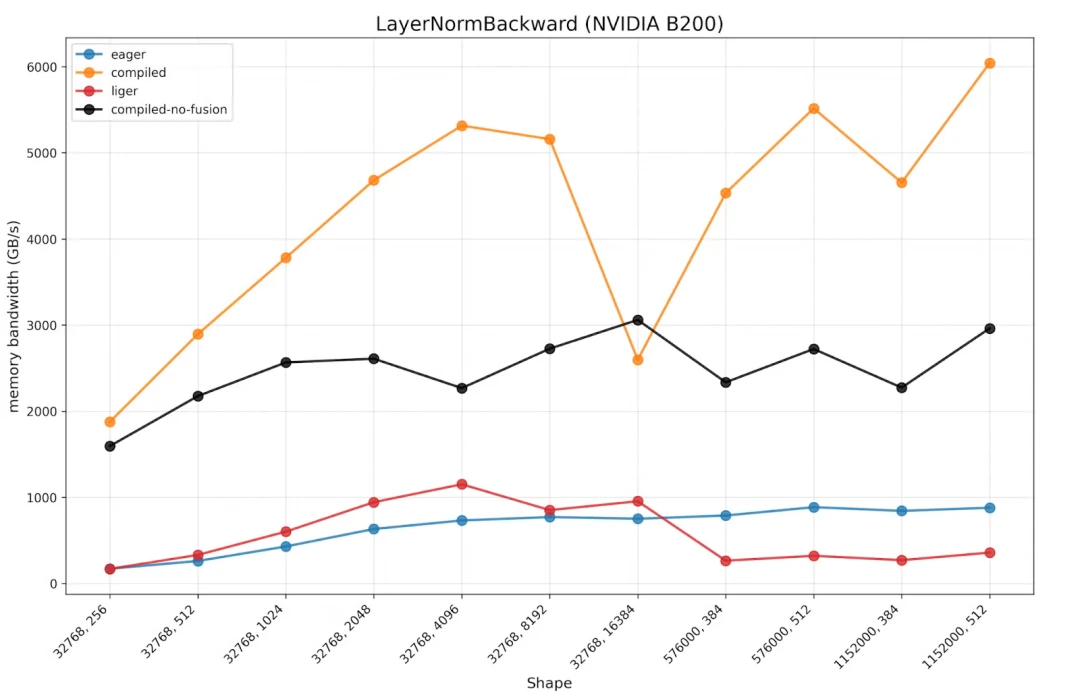 LayerNormBackward (NVIDIA B200)
eager
compiled
liger
compiled-no-fusion
memory bandwidth (GB/s)
6000
5000
4000
3000
2000
1000
0
32768, 256
32768, 512
32768, 1024
32768, 2048
32768, 4096
32768, 8192
32768, 16384
576000, 384
576000, 512
1152000, 384
1152000, 512
Shape